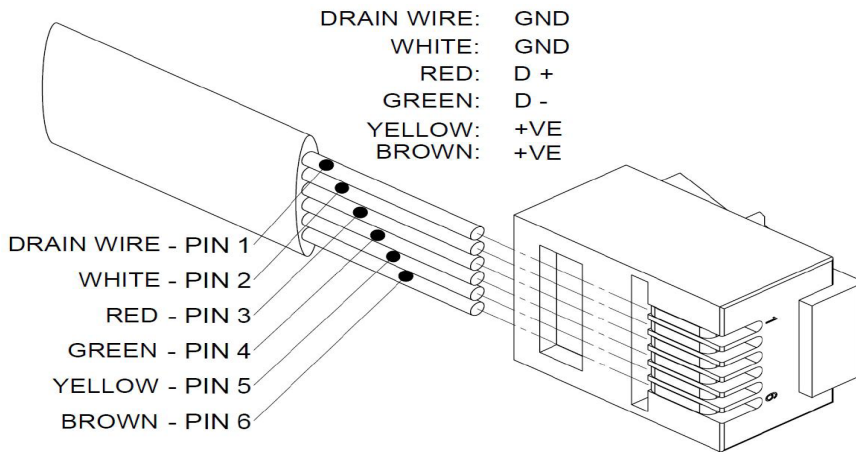 DRAIN WIRE: GND
WHITE: GND
RED: D +
GREEN: D -
YELLOW: +VE
BROWN: +VE
DRAIN WIRE - PIN 1
WHITE - PIN 2
RED - PIN 3
GREEN - PIN 4
YELLOW - PIN 5
BROWN - PIN 6
1
6